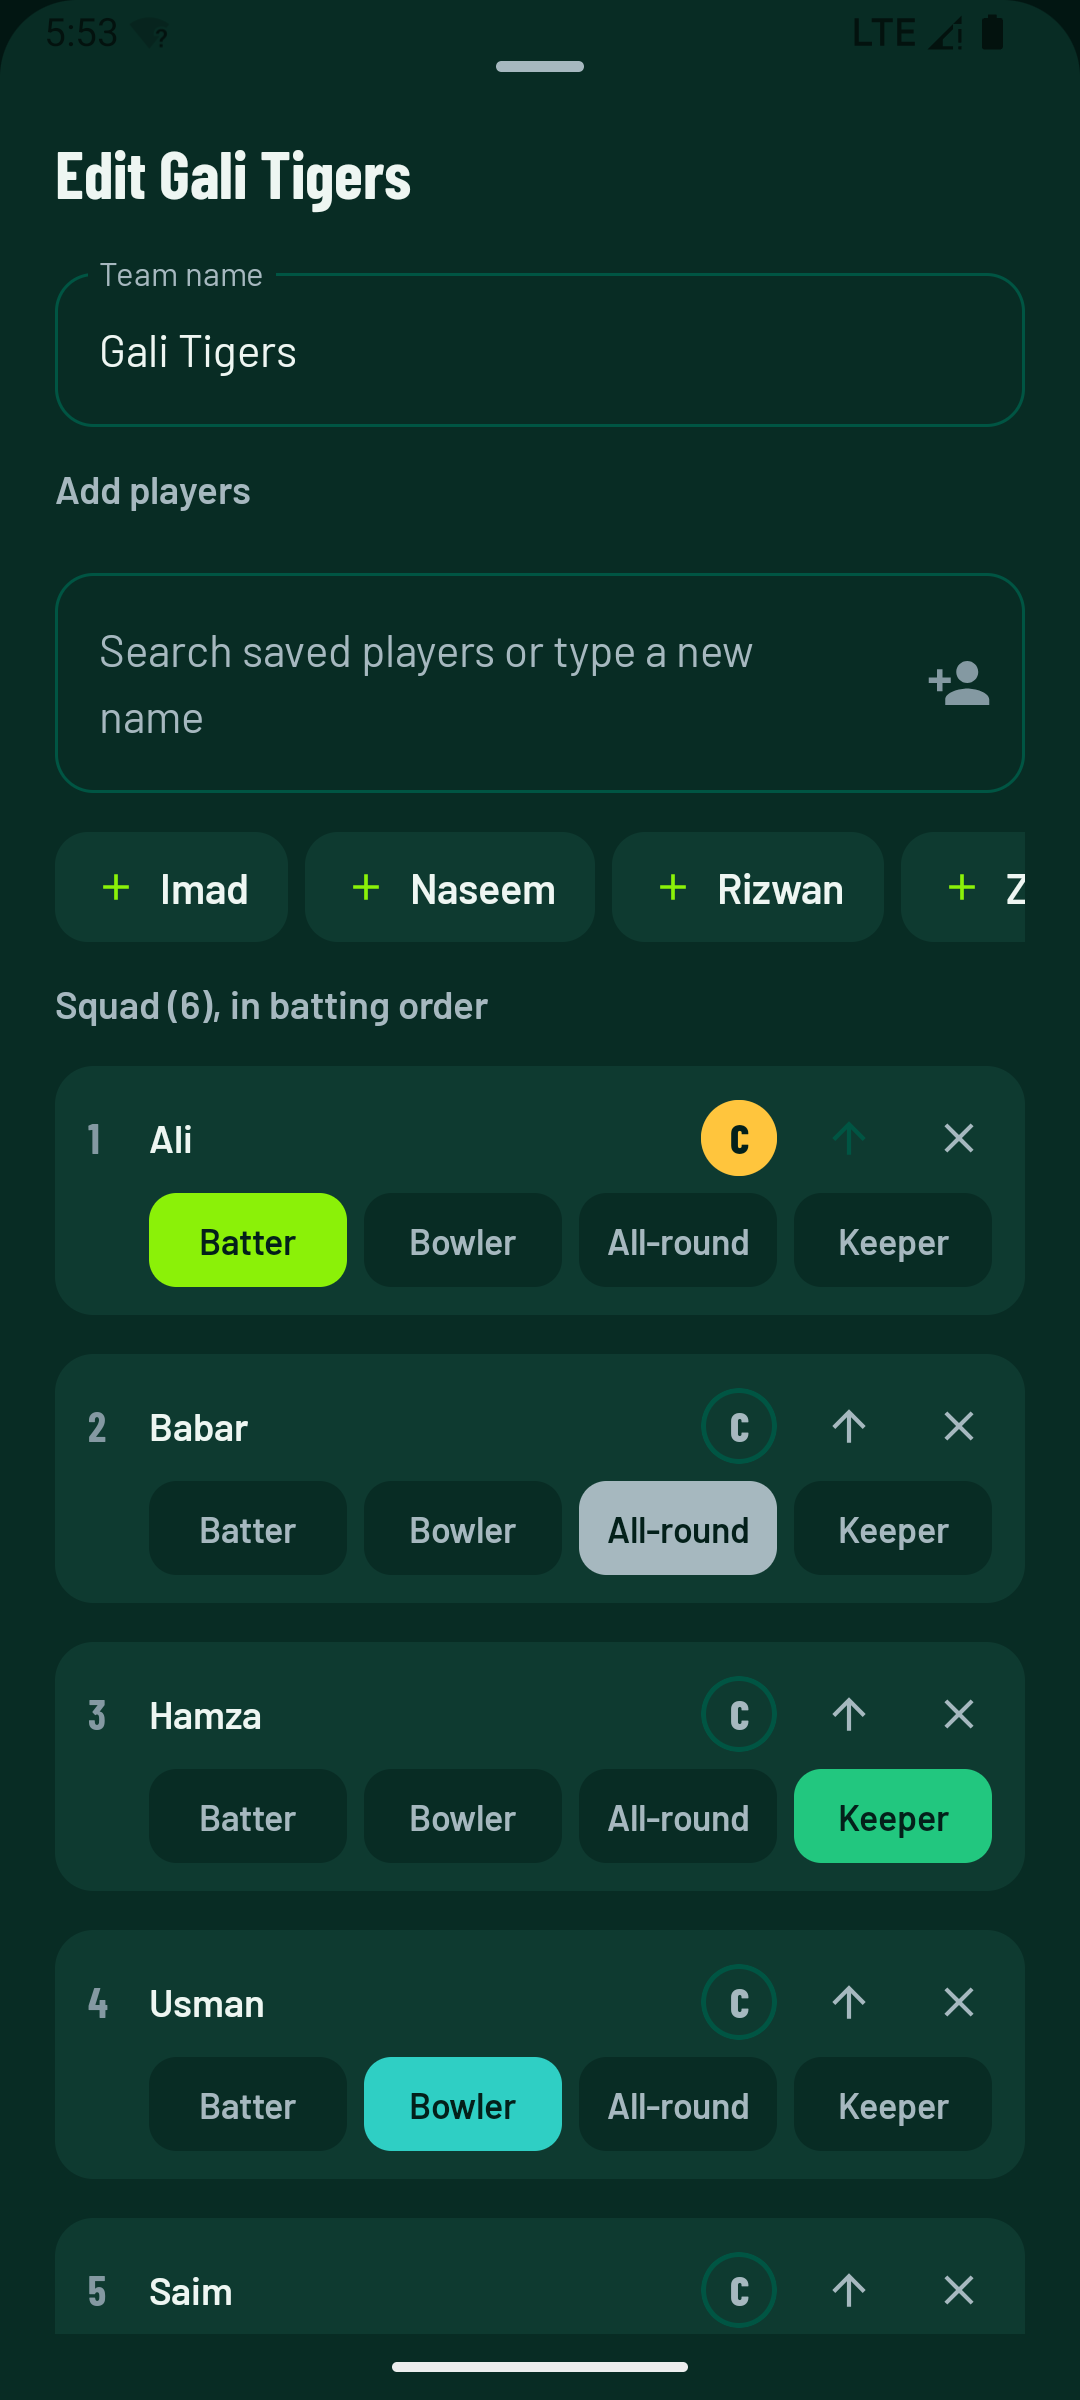 5:53
LTE
Edit Gali Tigers
Team name
Gali Tigers
Add players
Search saved players or type a new
name
+ Imad + Naseem + Rizwan + Z
Squad (6), in batting order
1 Ali C
Batter Bowler All-round Keeper
2 Babar C
Batter Bowler All-round Keeper
3 Hamza C
Batter Bowler All-round Keeper
4 Usman C
Batter Bowler All-round Keeper
5 Saim C